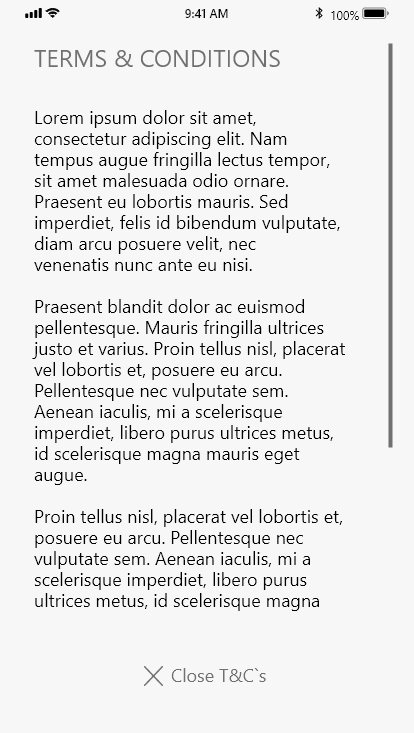 9:41 AM
100%
TERMS & CONDITIONS
Lorem ipsum dolor sit amet,
consectetur adipiscing elit. Nam
tempus augue fringilla lectus tempor,
sit amet malesuada odio ornare.
Praesent eu lobortis mauris. Sed
imperdiet, felis id bibendum vulputate,
diam arcu posuere velit, nec
venenatis nunc ante eu nisi.
Praesent blandit dolor ac euismod
pellentesque. Mauris fringilla ultrices
justo et varius. Proin tellus nisl, placerat
vel lobortis et, posuere eu arcu.
Pellentesque nec vulputate sem.
Aenean iaculis, mi a scelerisque
imperdiet, libero purus ultrices metus,
id scelerisque magna mauris eget
augue.
Proin tellus nisl, placerat vel lobortis et,
posuere eu arcu. Pellentesque nec
vulputate sem. Aenean iaculis, mi a
scelerisque imperdiet, libero purus
ultrices metus, id scelerisque magna
Close T&C`s